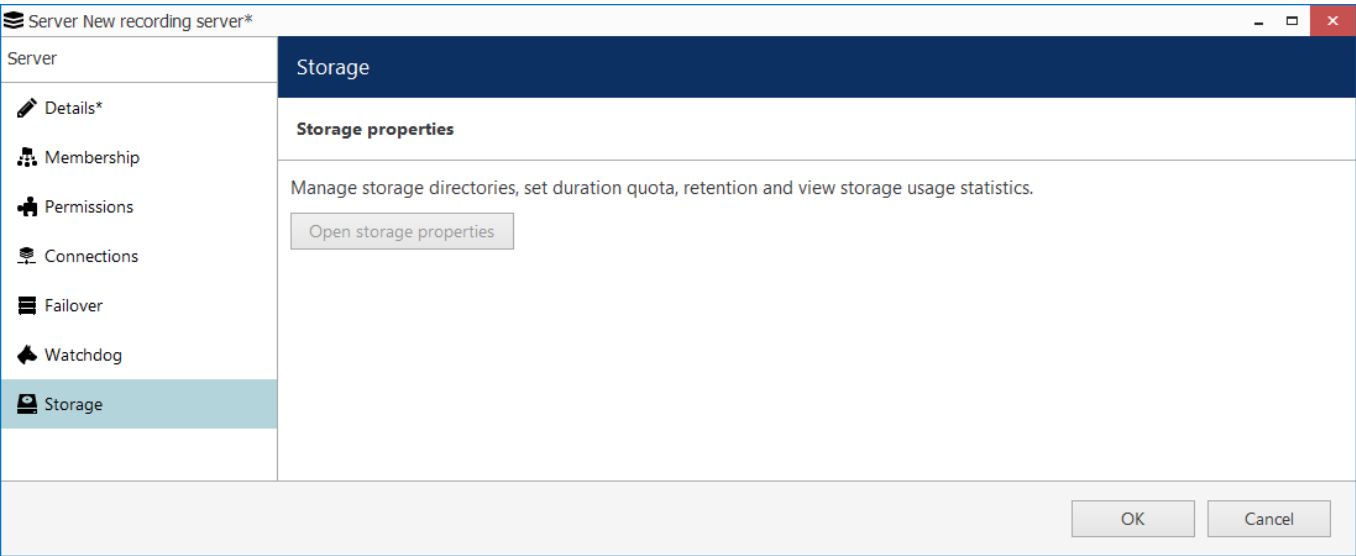 Server New recording server*
Server
Details*
Membership
Permissions
Connections
Failover
Watchdog
Storage
Storage
Storage properties
Manage storage directories, set duration quota, retention and view storage usage statistics.
Open storage properties
OK
Cancel